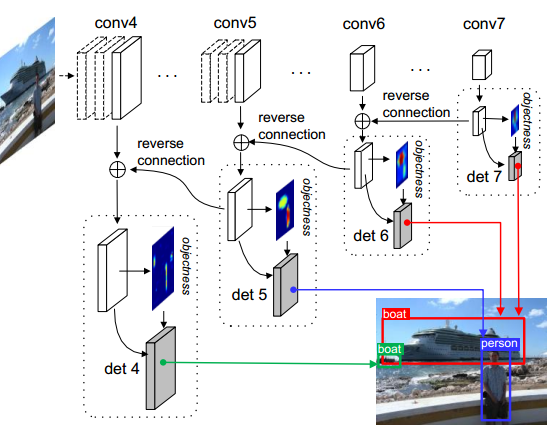 conv4 conv5 conv6 conv7
. . . . . . . . .
reverse
connection
reverse
connection
reverse
connection
objectness
det 7
objectness
det 6
objectness
det 5
objectness
det 4
boat
person
boat